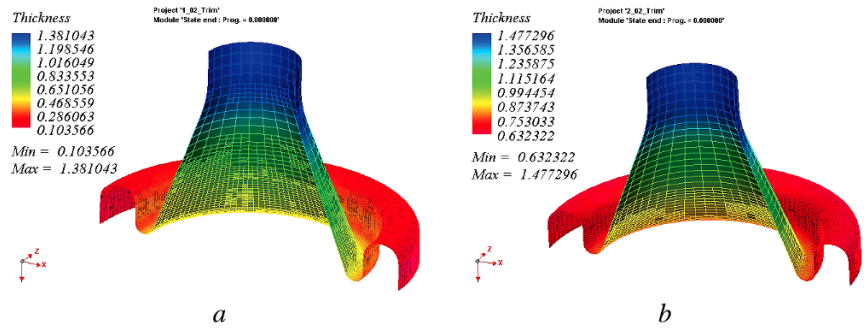 Project '1_02_Trim'
Module 'State end : Prog. = 0.000000'
Thickness
1.381043
1.198546
1.016049
0.833553
0.651056
0.468559
0.286063
0.103566
Min = 0.103566
Max = 1.381043
Z
X
a
Project '2_02_Trim'
Module 'State end : Prog. = 0.000000'
Thickness
1.477296
1.356585
1.235875
1.115164
0.994454
0.873743
0.753033
0.632322
Min = 0.632322
Max = 1.477296
Z
X
b